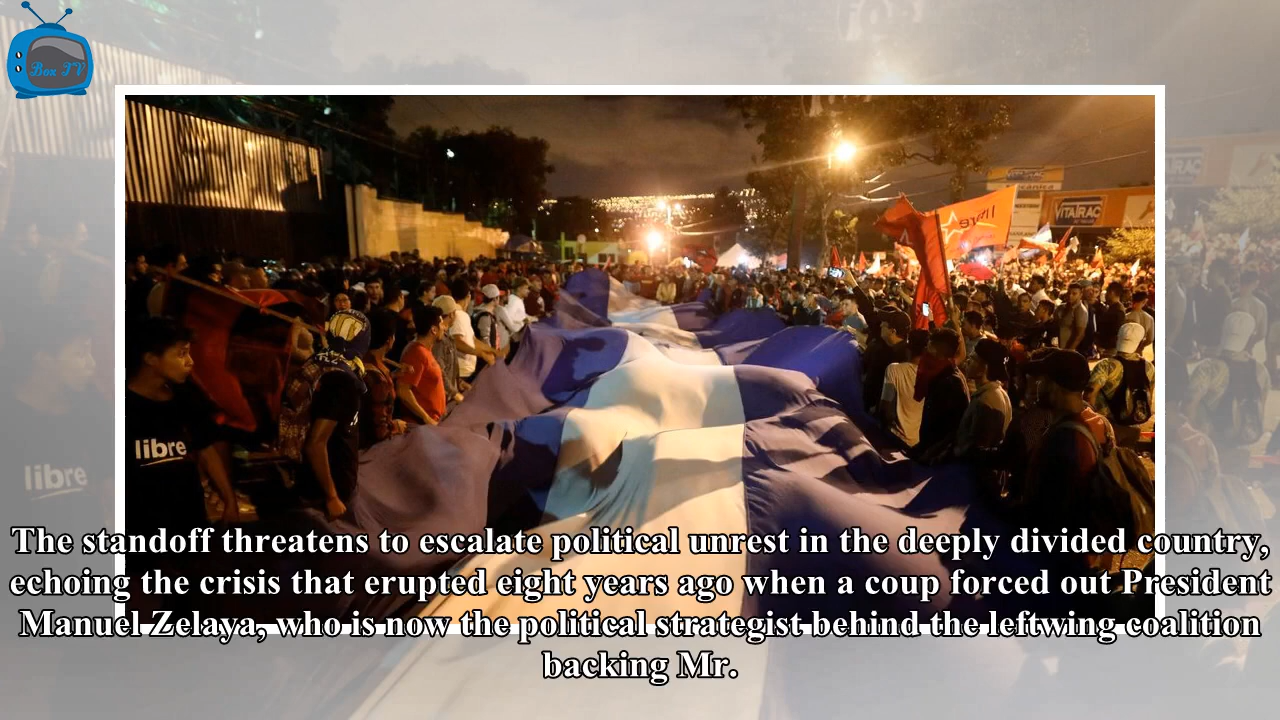 Box TV
VITATRAC
Libre
libre
libre
The standoff threatens to escalate political unrest in the deeply divided country,
echoing the crisis that erupted eight years ago when a coup forced out President
Manuel Zelaya, who is now the political strategist behind the leftwing coalition
backing Mr.